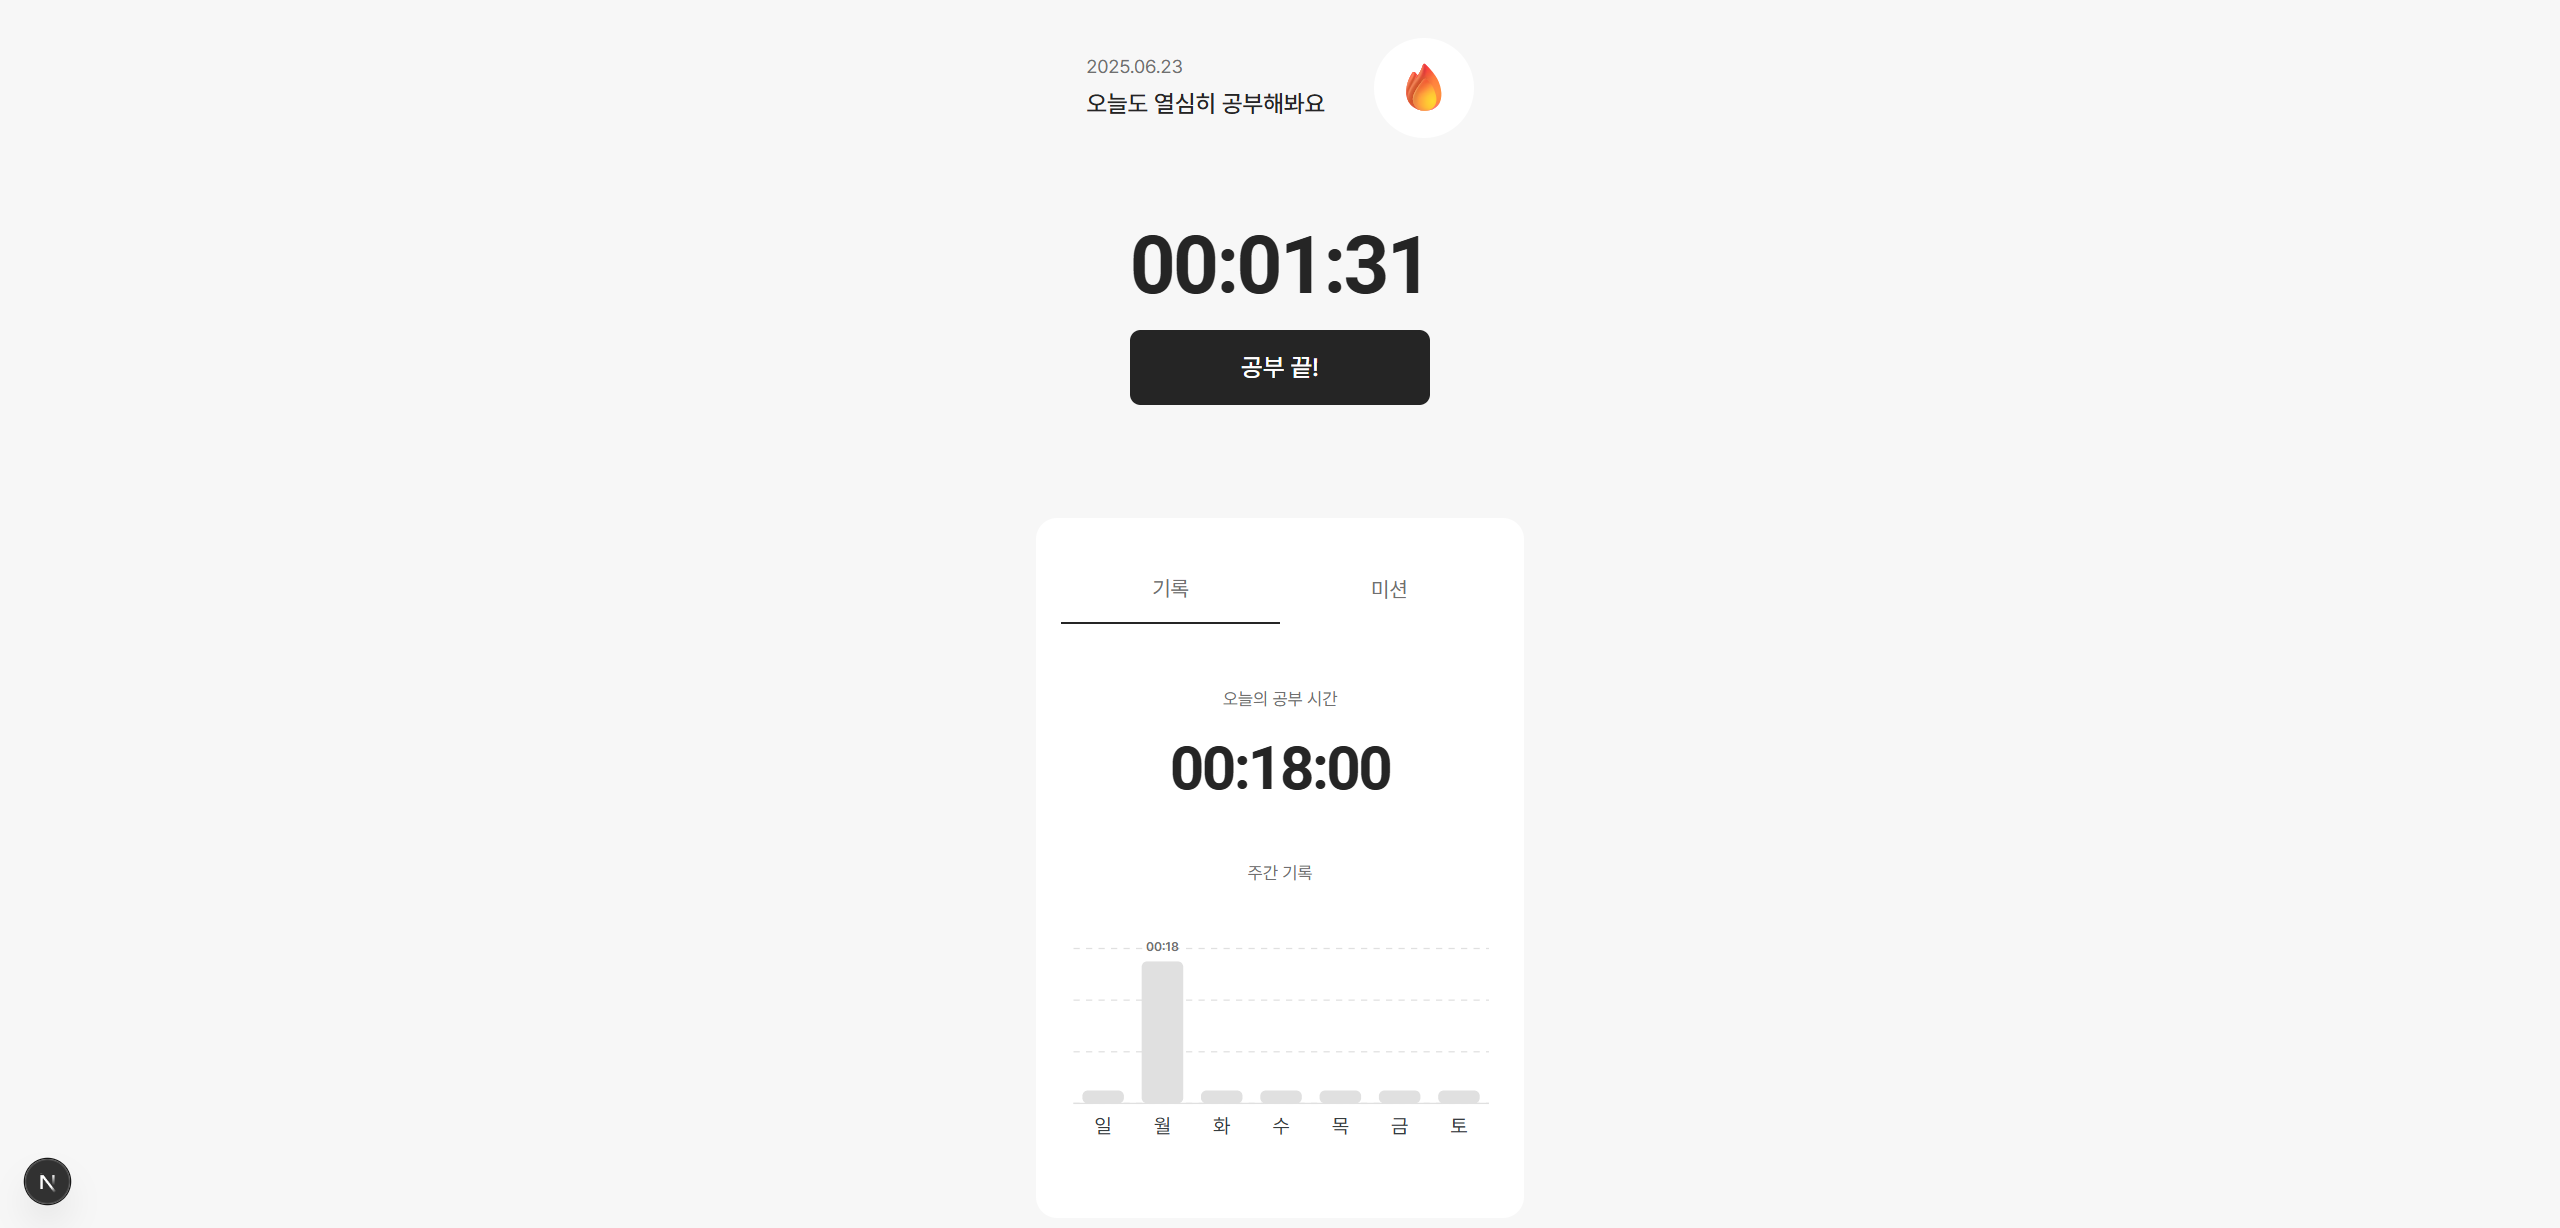 2025.06.23
오늘도 열심히 공부해봐요
00:01:31
공부 끝!
기록 미션
오늘의 공부 시간
00:18:00
주간 기록
00:18
일 월 화 수 목 금 토
N